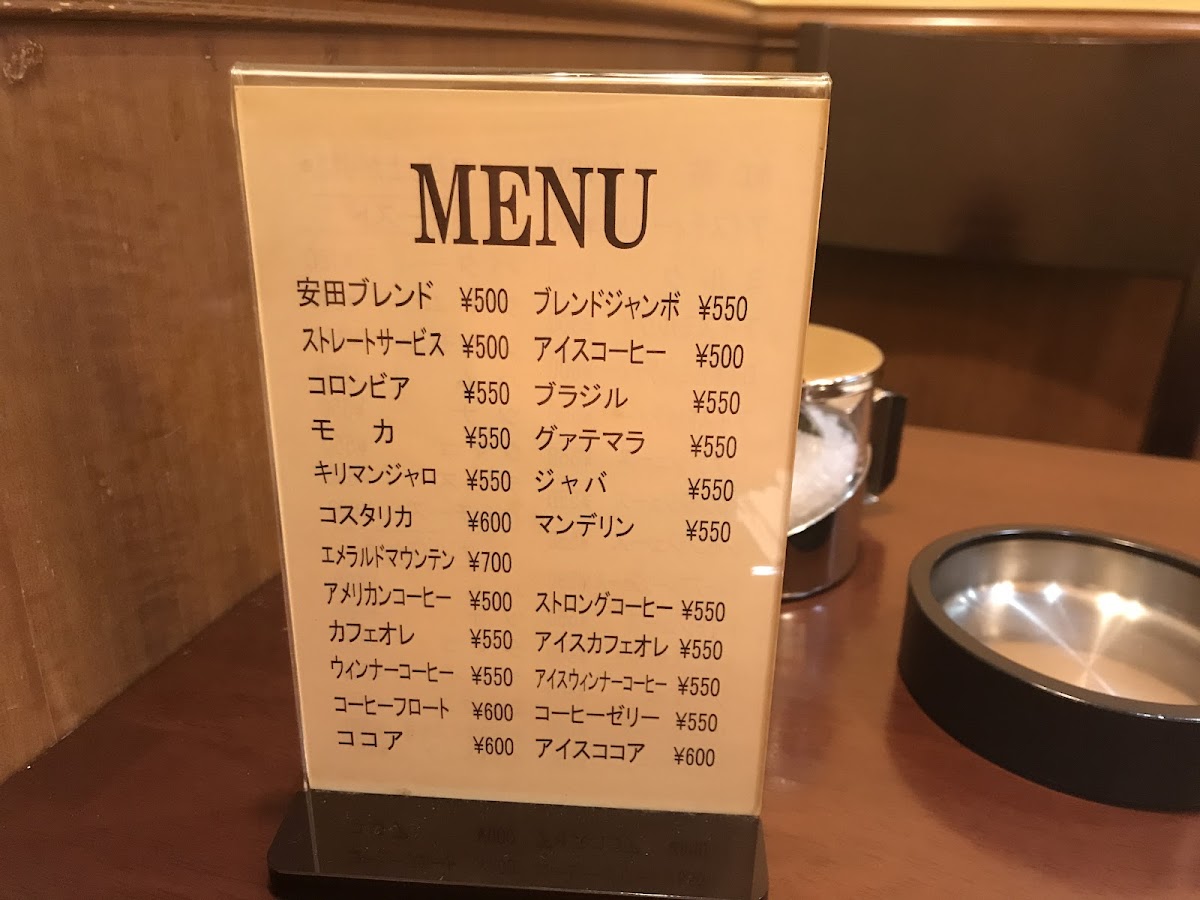 MENU
安田ブレンド ¥500 ブレンドジャンボ ¥550
ストレートサービス ¥500 アイスコーヒー ¥500
コロンビア ¥550 ブラジル ¥550
モカ ¥550 グァテマラ ¥550
キリマンジャロ ¥550 ジャバ ¥550
コスタリカ ¥600 マンデリン ¥550
エメラルドマウンテン ¥700
アメリカンコーヒー ¥500 ストロングコーヒー ¥550
カフェオレ ¥550 アイスカフェオレ ¥550
ウィンナーコーヒー ¥550 アイスウィンナーコーヒー ¥550
コーヒーフロート ¥600 コーヒーゼリー ¥550
ココア ¥600 アイスココア ¥600